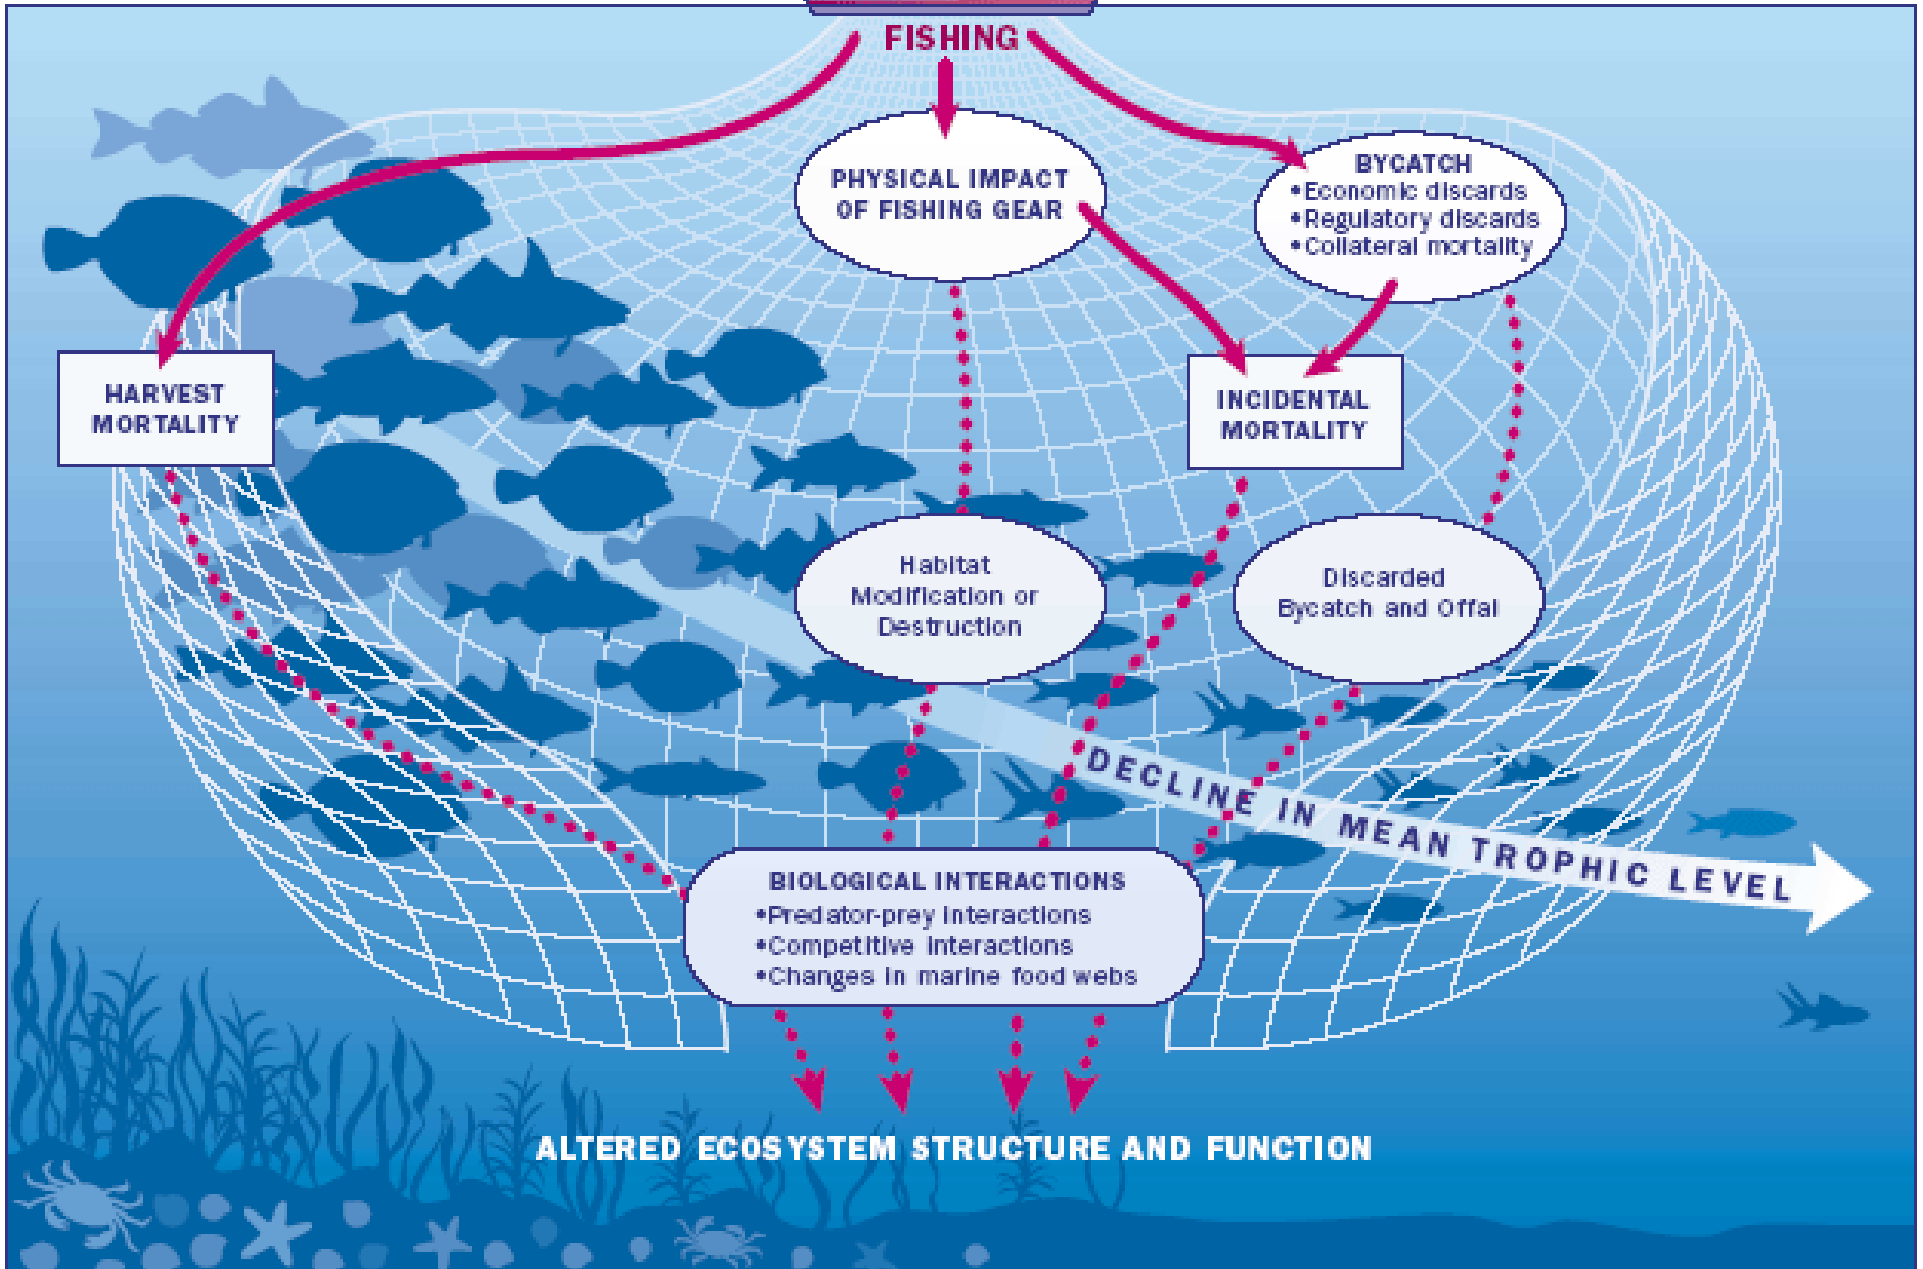 FISHING
PHYSICAL IMPACT
OF FISHING GEAR
BYCATCH
•Economic discards
•Regulatory discards
•Collateral mortality
HARVEST
MORTALITY
INCIDENTAL
MORTALITY
Habitat
Modification or
Destruction
Discarded
Bycatch and Offal
DECLINE IN MEAN TROPHIC LEVEL
BIOLOGICAL INTERACTIONS
•Predator-prey interactions
•Competitive interactions
•Changes in marine food webs
ALTERED ECOSYSTEM STRUCTURE AND FUNCTION